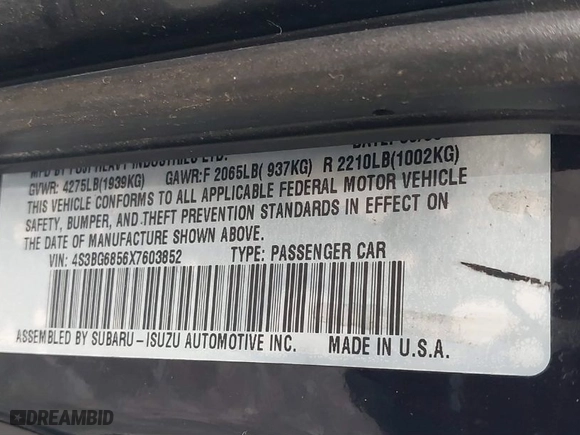 MFD BY FUJI HEAVY INDUSTRIES LTD.
GVWR: 4275LB(1939KG) GAWR:F 2065LB( 937KG) R 2210LB(1002KG)
THIS VEHICLE CONFORMS TO ALL APPLICABLE FEDERAL MOTOR VEHICLE
SAFETY, BUMPER, AND THEFT PREVENTION STANDARDS IN EFFECT ON
THE DATE OF MANUFACTURE SHOWN ABOVE.
VIN: 4S3BG6856X7603852 TYPE: PASSENGER CAR
ASSEMBLED BY SUBARU-ISUZU AUTOMOTIVE INC. MADE IN U.S.A.
DREAMBID